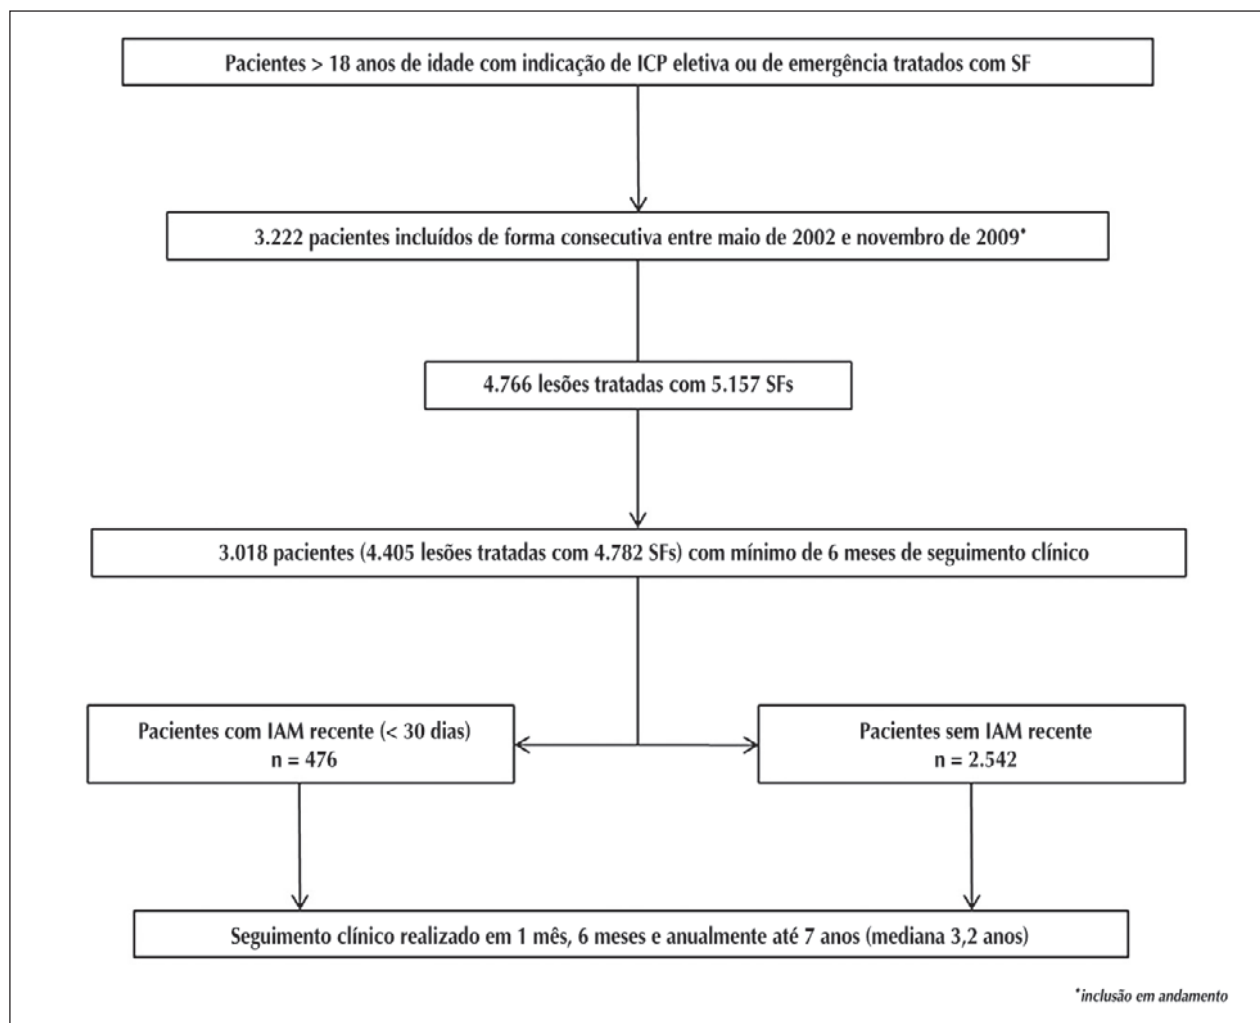 Pacientes > 18 anos de idade com indicação de ICP eletiva ou de emergência tratados com SF
3.222 pacientes incluídos de forma consecutiva entre maio de 2002 e novembro de 2009*
4.766 lesões tratadas com 5.157 SFs
3.018 pacientes (4.405 lesões tratadas com 4.782 SFs) com mínimo de 6 meses de seguimento clínico
Pacientes com IAM recente (< 30 dias)
n = 476
Pacientes sem IAM recente
n = 2.542
Seguimento clínico realizado em 1 mês, 6 meses e anualmente até 7 anos (mediana 3,2 anos)
*inclusão em andamento